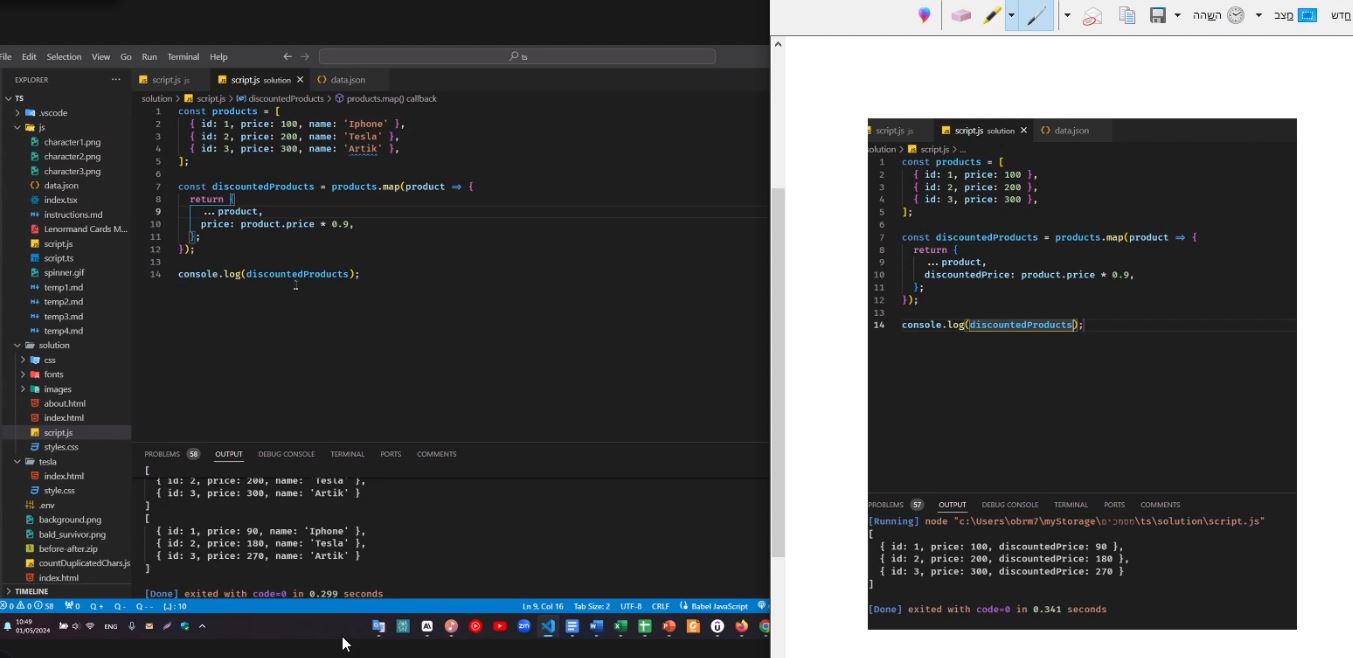 File Edit Selection View Go Run Terminal Help
ts
EXPLORER
TS
.vscode
js
character1.png
character2.png
character3.png
data.json
index.tsx
instructions.md
Lenormand Cards M...
script.js
script.ts
spinner.gif
temp1.md
temp2.md
temp3.md
temp4.md
solution
css
fonts
images
about.html
index.html
script.js
styles.css
tesla
index.html
style.css
.env
background.png
bald_survivor.png
before-after.zip
countDuplicatedChars.js
index.html
TIMELINE
script.js js
script.js solution
data.json
solution > script.js > discountedProducts > products.map() callback
1 const products = [
2 { id: 1, price: 100, name: 'Iphone' },
3 { id: 2, price: 200, name: 'Tesla' },
4 { id: 3, price: 300, name: 'Artik' },
5 ];
6
7 const discountedProducts = products.map(product => {
8 return {
9 ...product,
10 price: product.price * 0.9,
11 };
12 });
13
14 console.log(discountedProducts);
PROBLEMS 58 OUTPUT DEBUG CONSOLE TERMINAL PORTS COMMENTS
[
{ id: 2, price: 200, name: 'Tesla' },
{ id: 3, price: 300, name: 'Artik' }
]
[
{ id: 1, price: 90, name: 'Iphone' },
{ id: 2, price: 180, name: 'Tesla' },
{ id: 3, price: 270, name: 'Artik' }
]
[Done] exited with code=0 in 0.299 seconds
0 0 58 0 Q + Q - Q -- {..} : 10 Ln 9, Col 16 Tab Size: 2 UTF-8 CRLF Babel JavaScript
10:49
01/05/2024
ENG
חדש מצב השהה
script.js js
script.js solution
data.json
solution > script.js > ...
1 const products = [
2 { id: 1, price: 100 },
3 { id: 2, price: 200 },
4 { id: 3, price: 300 },
5 ];
6
7 const discountedProducts = products.map(product => {
8 return {
9 ...product,
10 discountedPrice: product.price * 0.9,
11 };
12 });
13
14 console.log(discountedProducts);
PROBLEMS 57 OUTPUT DEBUG CONSOLE TERMINAL PORTS COMMENTS
[Running] node "c:\Users\obrm7\myStorage\מסמכים\ts\solution\script.js"
[
{ id: 1, price: 100, discountedPrice: 90 },
{ id: 2, price: 200, discountedPrice: 180 },
{ id: 3, price: 300, discountedPrice: 270 }
]
[Done] exited with code=0 in 0.341 seconds